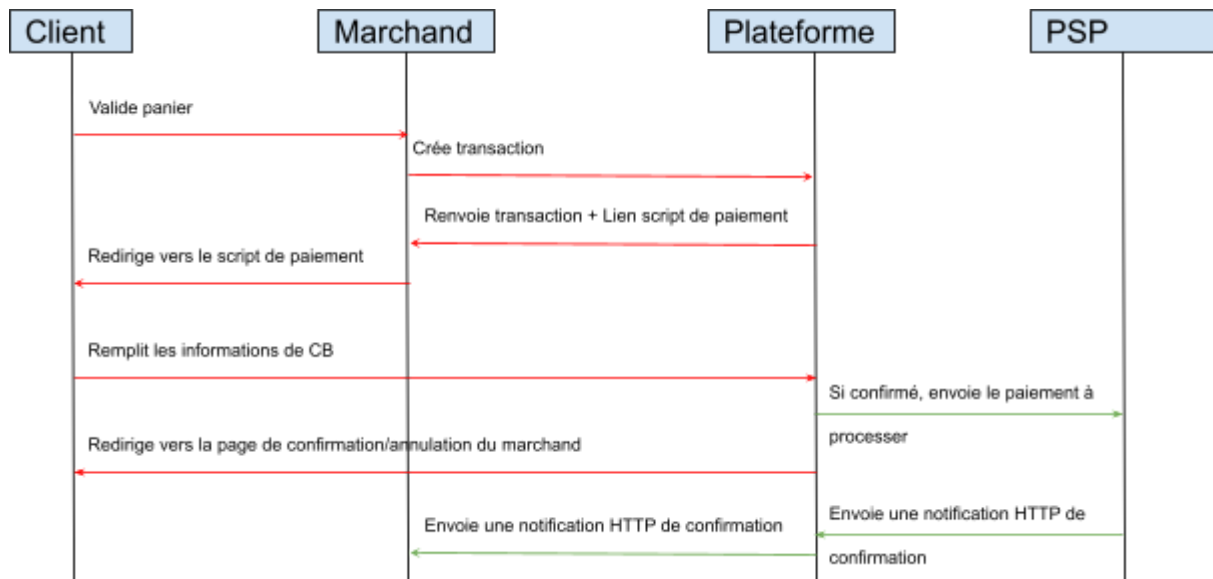 Client
Marchand
Plateforme
PSP
Valide panier
Crée transaction
Renvoie transaction + Lien script de paiement
Redirige vers le script de paiement
Remplit les informations de CB
Si confirmé, envoie le paiement à
processer
Redirige vers la page de confirmation/annulation du marchand
Envoie une notification HTTP de
confirmation
Envoie une notification HTTP de confirmation